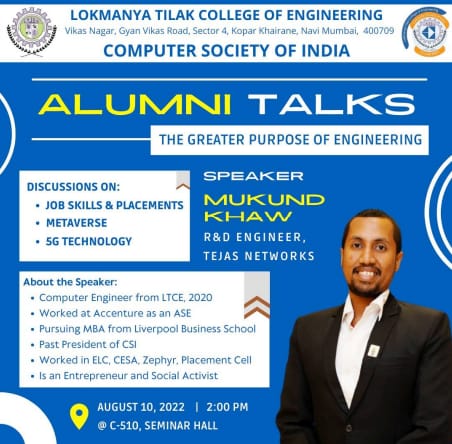 LOKMANYA TILAK COLLEGE OF ENGINEERING
Vikas Nagar, Gyan Vikas Road, Sector 4, Kopar Khairane, Navi Mumbai, 400709
COMPUTER SOCIETY OF INDIA
ALUMNI TALKS
THE GREATER PURPOSE OF ENGINEERING
DISCUSSIONS ON:
• JOB SKILLS & PLACEMENTS
• METAVERSE
• 5G TECHNOLOGY
SPEAKER
MUKUND
KHAW
R&D ENGINEER,
TEJAS NETWORKS
About the Speaker:
• Computer Engineer from LTCE, 2020
• Worked at Accenture as an ASE
• Pursuing MBA from Liverpool Business School
• Past President of CSI
• Worked in ELC, CESA, Zephyr, Placement Cell
• Is an Entrepreneur and Social Activist
AUGUST 10, 2022 | 2:00 PM
@ C-510, SEMINAR HALL